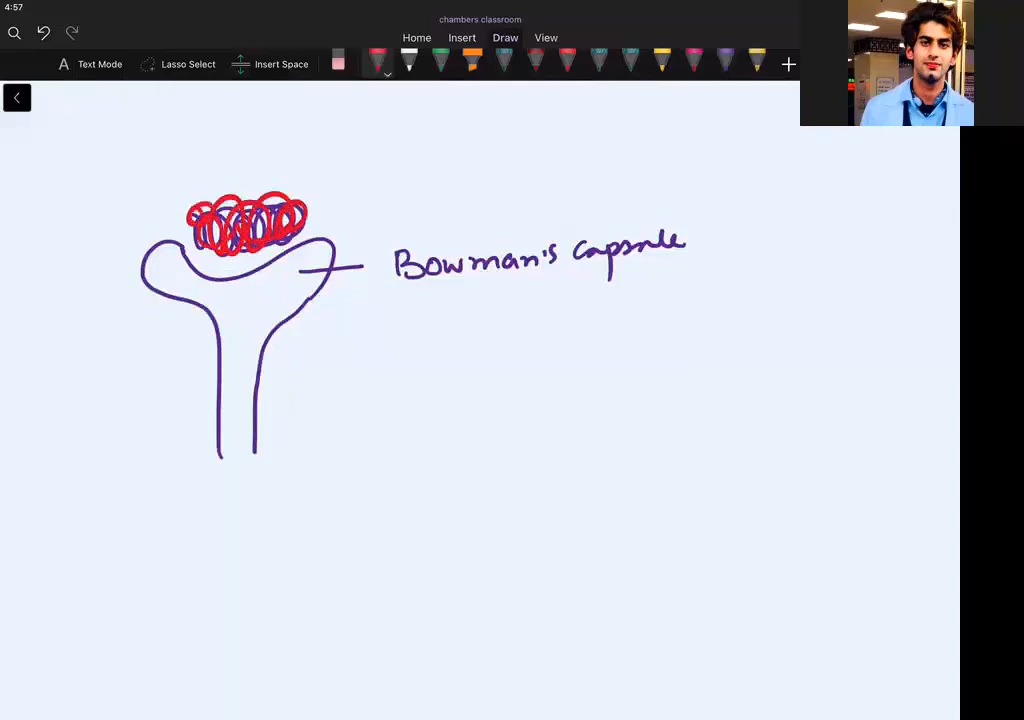 4:57
chambers classroom
Home Insert Draw View
Text Mode Lasso Select Insert Space
Bowman's capsule